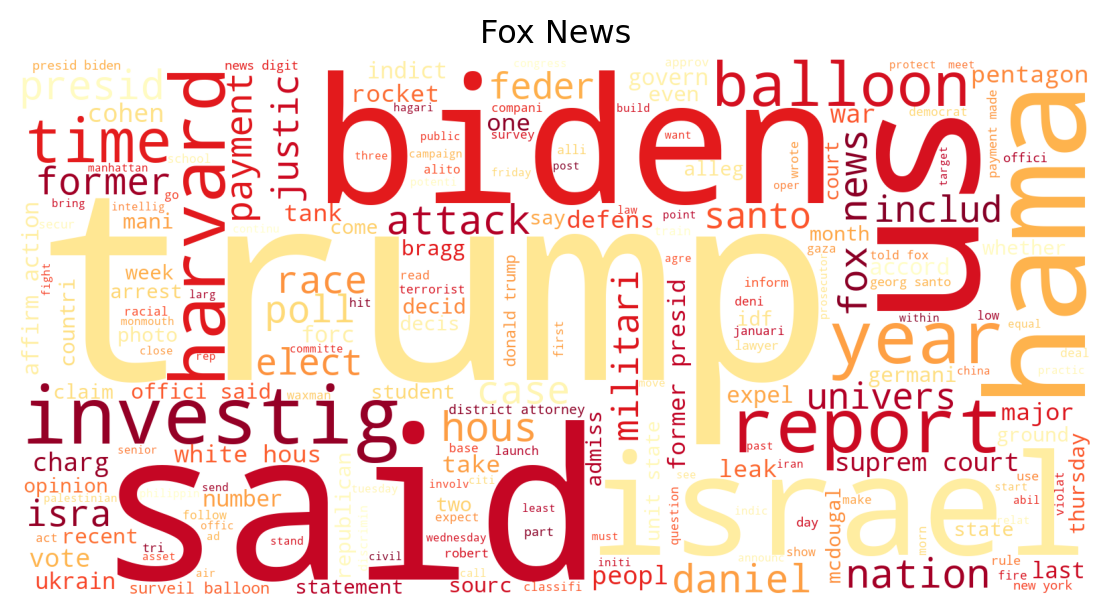 Fox News
presid biden
news digit
indict
feder
approv
balloon
protect
meet
pentagon
presid
harvard
payment
justic
rocket
biden
govern
even
us
hama
cohen
hagari
compani
one
build
war
democrat
payment made
time
public
survey
want
court
offici
school
manhattan
three
campaign
alito
alli
post
alleg
wrote
target
former
friday
oper
bring
go
intellig
mani
tank
come
attack
say
defens
law
point
santo
fox news
includ
secur
trump
bragg
month
gaza
whether
affirm action
countri
fight
week
arrest
larg
race
read
terrorist
donald trump
first
militari
former presid
agre
inform
told fox
accord
georg santo
prosecutor
racial
monmouth
photo
poll
hit
decid
decis
idf
deni
januari
year
within
low
equal
close
rep
elect
forc
committe
lawyer
germani
china
deal
practic
claim
offici said
waxman
student
case
move
expel
univers
investig
district attorney
hous
report
major
senior
white hous
base
launch
admiss
past
ground
charg
said
take
unit state
leak
iran
suprem court
thursday
opinion
send
republican
involv
citi
israel
see
use
palestinian
number
two
least
question
mcdougal
make
start
abil
violat
isra
follow
offic
expect
part
day
state
act
recent
ad
stand
wednesday
must
tri
vote
asset
civil
robert
initi
show
announc
morn
rule
air
call
peopl
daniel
nation
fire
last
ukrain
surveil balloon
statement
sourc
classifi
new york